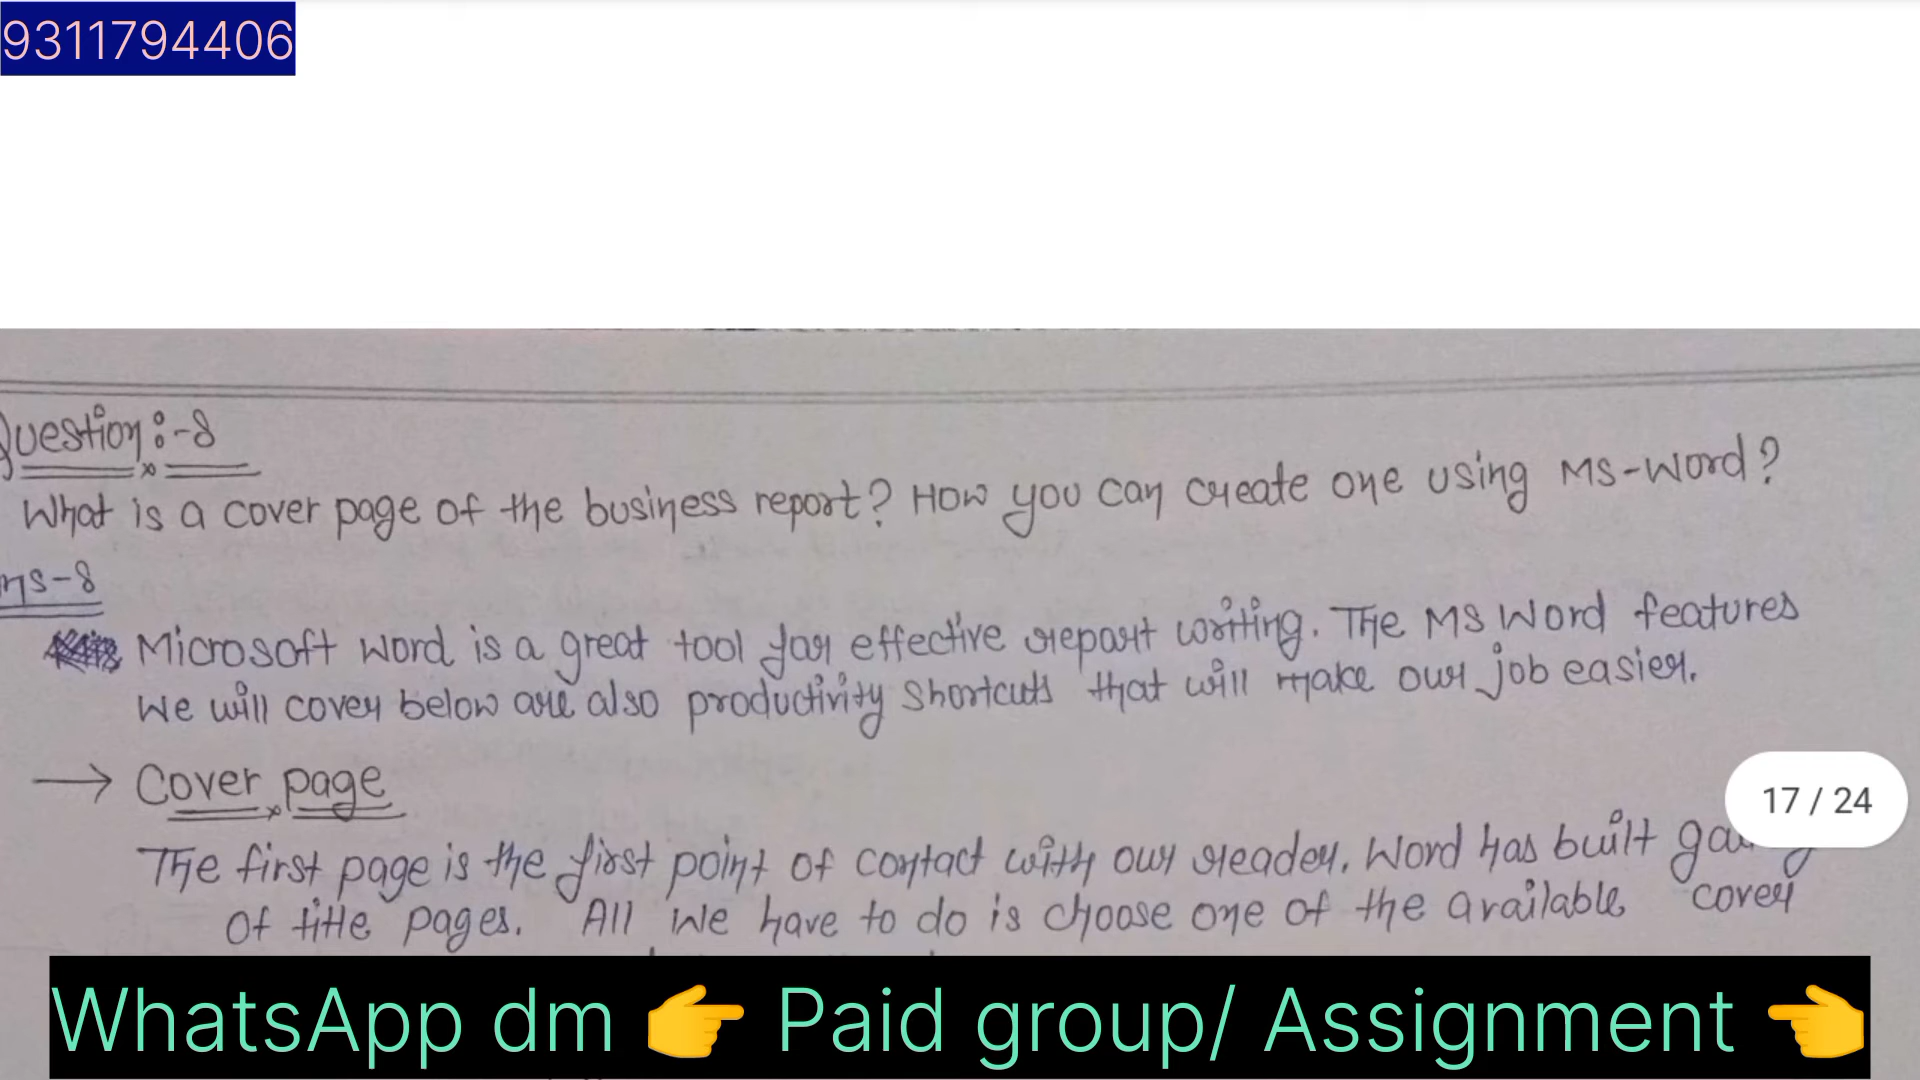 9311794406
Question:-8
What is a cover page of the business report? How you can create one using MS-Word?
Ans-8
Microsoft Word is a great tool for effective report writing. The MS Word features
We will cover below are also productivity shortcuts that will make our job easier.
→ Cover page
17 / 24
The first page is the first point of contact with our reader. Word has built
of title pages. All we have to do is choose one of the available cover
WhatsApp dm 👉 Paid group/ Assignment 👈